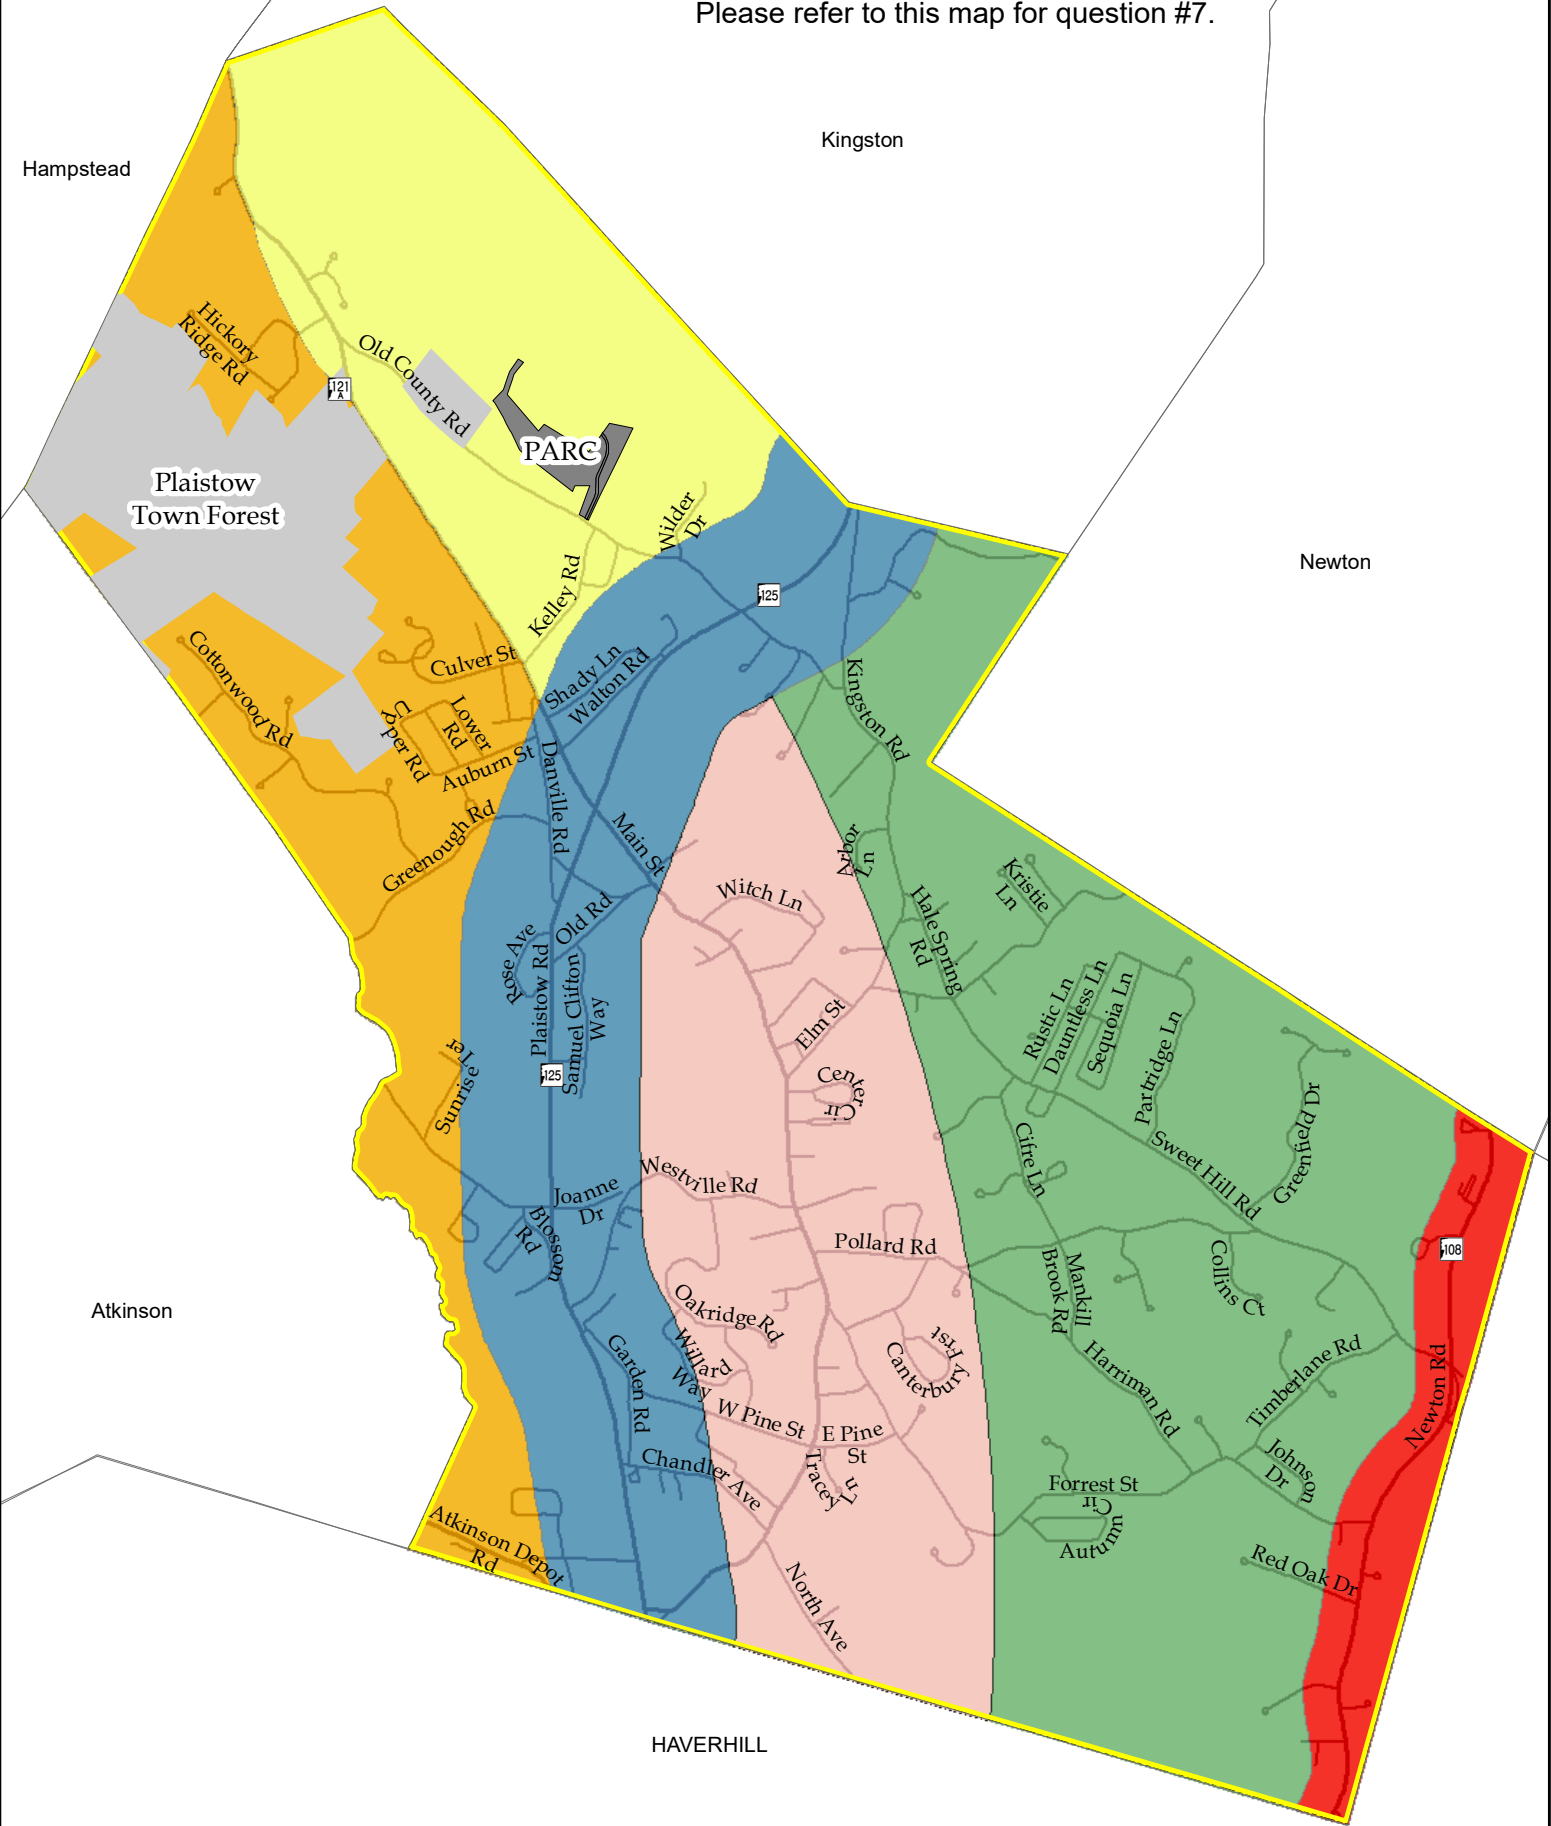 Please refer to this map for question #7.
Kingston
Hampstead
Newton
Hickory
Ridge Rd
Old County Rd
121
A
PARC
Plaistow
Town Forest
Wilder
Dr
Kelley Rd
125
Culver St
Shady Ln
Walton Rd
Cottonwood Rd
Upper Rd
Lower
Rd
Auburn St
Danville Rd
Kingston Rd
Greenough Rd
Main St
Arbor
Ln
Witch Ln
Kristie
Ln
Hale Spring
Rd
Rose Ave
Old Rd
Plaistow Rd
Samuel Clifton
Way
125
Elm St
Rustic Ln
Dauntless Ln
Sequoia Ln
Partridge Ln
Sunrise Ter
Center
Cir
Greenfield Dr
Cifre Ln
Sweet Hill Rd
Westville Rd
Joanne
Dr
Blossom
Rd
Pollard Rd
Mankill
Brook Rd
Collins Ct
108
Atkinson
Oakridge Rd
Willard
Way
Garden Rd
Canterbury Frst
Harriman Rd
Timberlane Rd
Newton Rd
W Pine St
E Pine
St
Tracey
Ln
Chandler Ave
Johnson
Dr
Forrest St
Autumn
Cir
Atkinson Depot
Rd
Red Oak Dr
North Ave
HAVERHILL